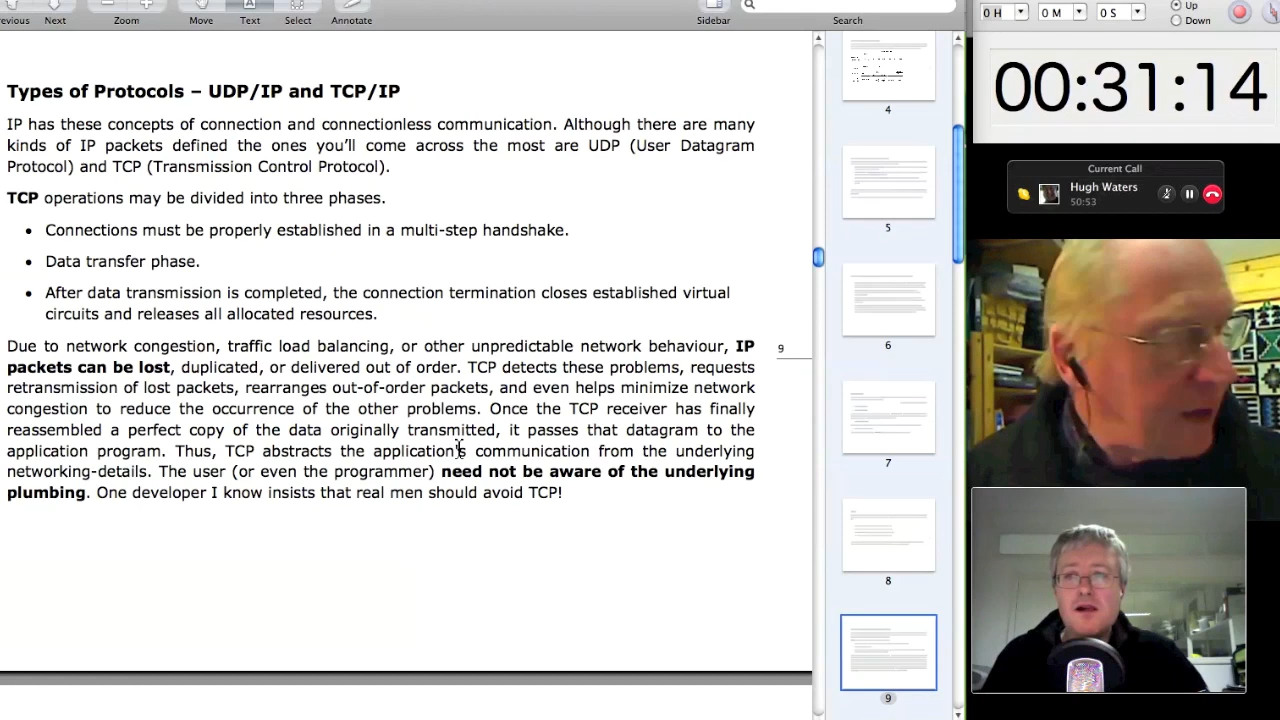 revious Next Zoom Move Text Select Annotate Sidebar Search
Types of Protocols – UDP/IP and TCP/IP
IP has these concepts of connection and connectionless communication. Although there are many
kinds of IP packets defined the ones you’ll come across the most are UDP (User Datagram
Protocol) and TCP (Transmission Control Protocol).
TCP operations may be divided into three phases.
• Connections must be properly established in a multi-step handshake.
• Data transfer phase.
• After data transmission is completed, the connection termination closes established virtual
circuits and releases all allocated resources.
Due to network congestion, traffic load balancing, or other unpredictable network behaviour, IP
packets can be lost, duplicated, or delivered out of order. TCP detects these problems, requests
retransmission of lost packets, rearranges out-of-order packets, and even helps minimize network
congestion to reduce the occurrence of the other problems. Once the TCP receiver has finally
reassembled a perfect copy of the data originally transmitted, it passes that datagram to the
application program. Thus, TCP abstracts the application's communication from the underlying
networking-details. The user (or even the programmer) need not be aware of the underlying
plumbing. One developer I know insists that real men should avoid TCP!
9
4
5
6
7
8
9
0 H 0 M 0 S Up
Down
00:31:14
Current Call
Hugh Waters
50:53